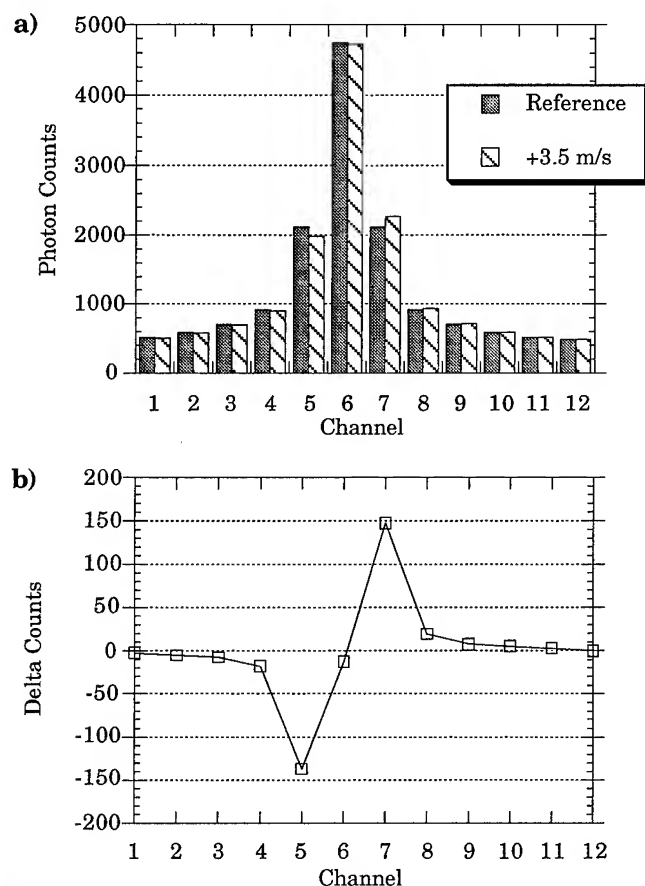 a)
5000
4000
3000
2000
1000
0
Photon Counts
Reference
+3.5 m/s
1 2 3 4 5 6 7 8 9 10 11 12
Channel
b)
200
150
100
50
0
-50
-100
-150
-200
Delta Counts
1 2 3 4 5 6 7 8 9 10 11 12
Channel